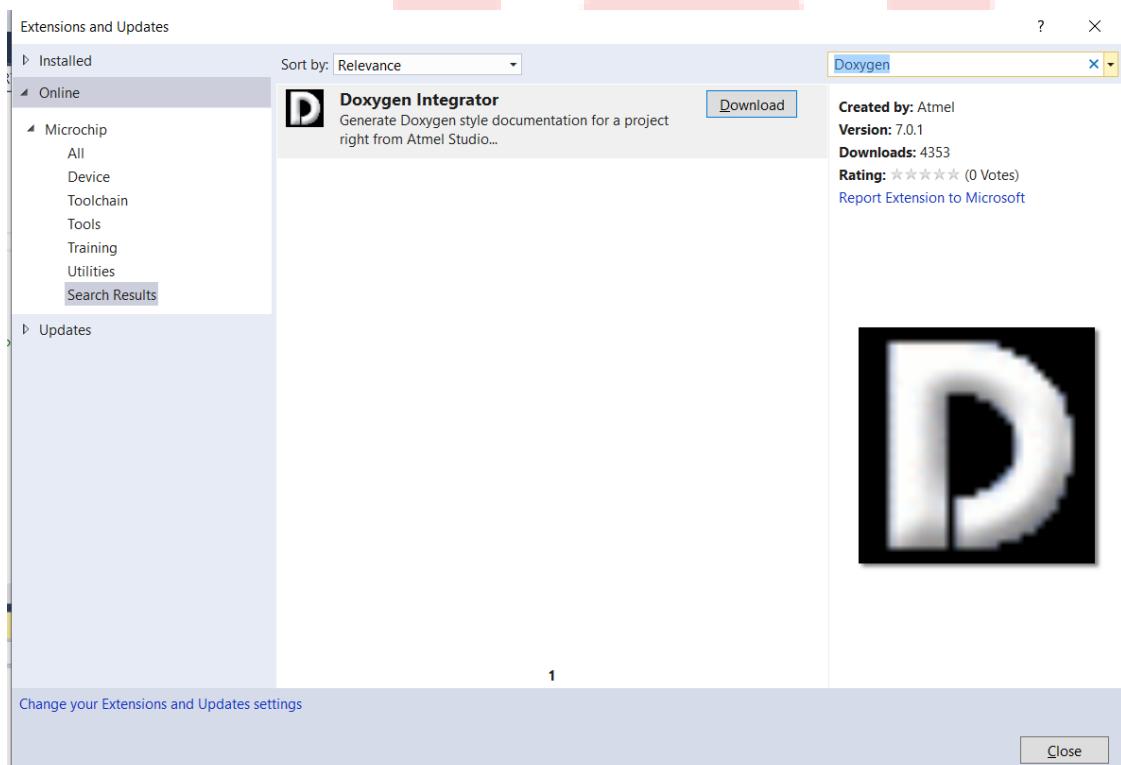 Extensions and Updates
?
Installed
Online
Microchip
All
Device
Toolchain
Tools
Training
Utilities
Search Results
Updates
Sort by: Relevance
Doxygen Integrator
Generate Doxygen style documentation for a project
right from Atmel Studio...
Download
1
Doxygen
Created by: Atmel
Version: 7.0.1
Downloads: 4353
Rating: (0 Votes)
Report Extension to Microsoft
D
Change your Extensions and Updates settings
Close